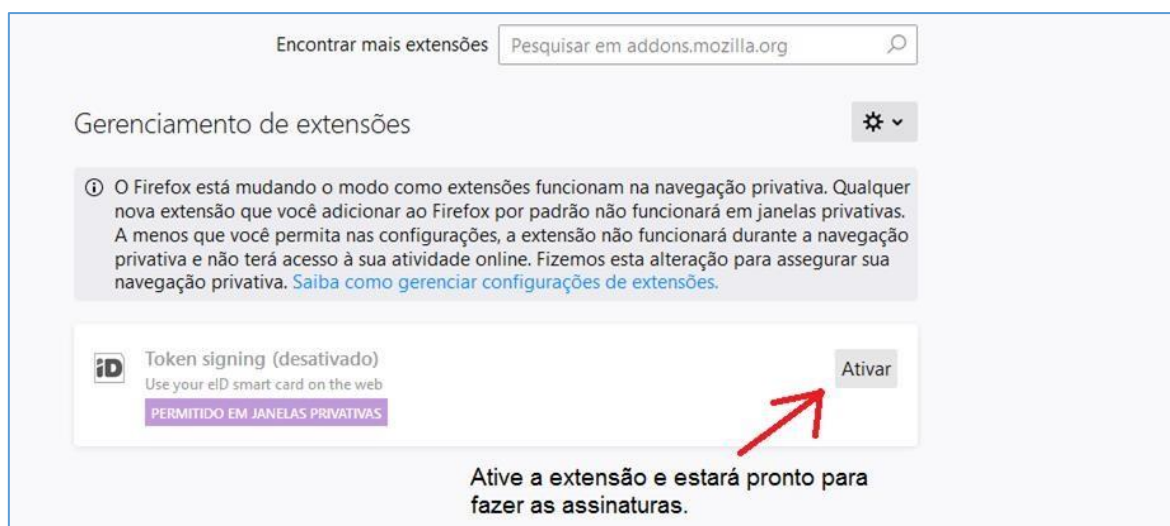 Encontrar mais extensões
Pesquisar em addons.mozilla.org
Gerenciamento de extensões
O Firefox está mudando o modo como extensões funcionam na navegação privativa. Qualquer
nova extensão que você adicionar ao Firefox por padrão não funcionará em janelas privativas.
A menos que você permita nas configurações, a extensão não funcionará durante a navegação
privativa e não terá acesso à sua atividade online. Fizemos esta alteração para assegurar sua
navegação privativa. Saiba como gerenciar configurações de extensões.
iD
Token signing (desativado)
Use your eID smart card on the web
PERMITIDO EM JANELAS PRIVATIVAS
Ativar
Ative a extensão e estará pronto para
fazer as assinaturas.